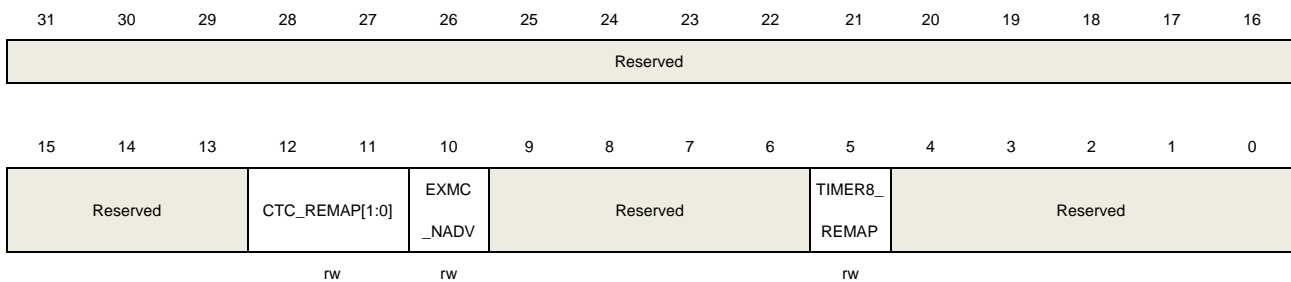 31 30 29 28 27 26 25 24 23 22 21 20 19 18 17 16
Reserved
15 14 13 12 11 10 9 8 7 6 5 4 3 2 1 0
Reserved CTC_REMAP[1:0] EXMC _NADV Reserved TIMER8_ REMAP Reserved
rw rw rw